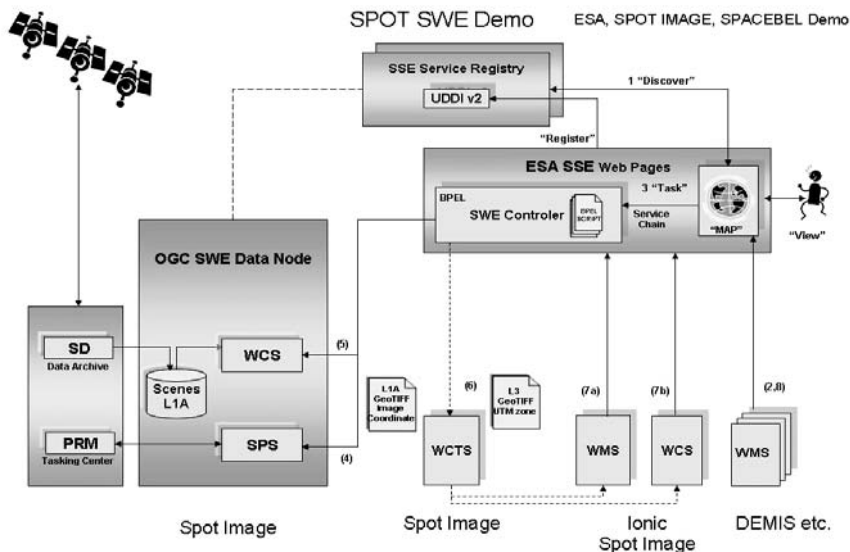 SPOT SWE Demo
ESA, SPOT IMAGE, SPACEBEL Demo
SSE Service Registry
UDDI v2
1 “Discover”
“Register”
ESA SSE Web Pages
BPEL
SWE Controler
BPEL
SCRIPT
3 “Task”
Service
Chain
“MAP”
“View”
OGC SWE Data Node
SD
Data Archive
WCS
(5)
Scenes
L1A
PRM
Tasking Center
SPS
(4)
L1A
GeoTIFF
Image
Coordinale
(6)
L3
GeoTIFF
UTM zone
(7a)
(7b)
(2,8)
WCTS
WMS
WCS
WMS
Spot Image
Spot Image
Ionic
Spot Image
DEMIS etc.